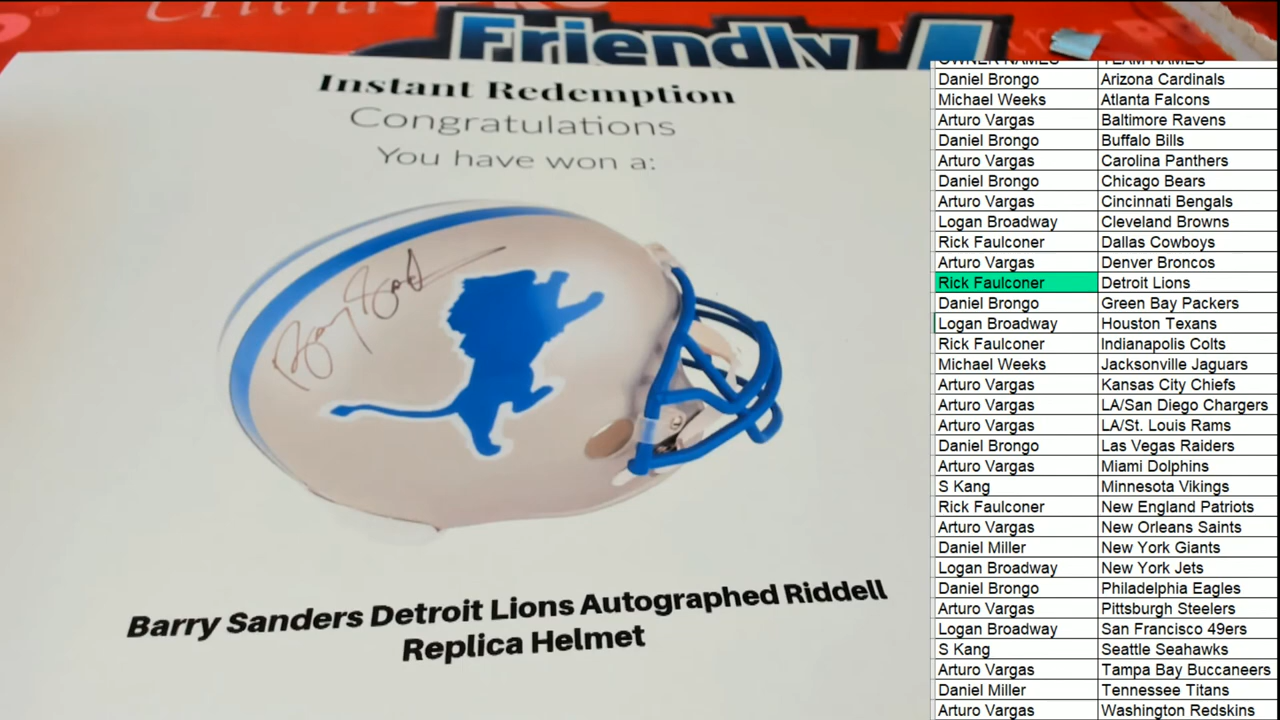 Friendly
Instant Redemption
Congratulations
You have won a:
Barry Sanders Detroit Lions Autographed Riddell
Replica Helmet
OWNER NAMES TEAM NAMES
Daniel Brongo Arizona Cardinals
Michael Weeks Atlanta Falcons
Arturo Vargas Baltimore Ravens
Daniel Brongo Buffalo Bills
Arturo Vargas Carolina Panthers
Daniel Brongo Chicago Bears
Arturo Vargas Cincinnati Bengals
Logan Broadway Cleveland Browns
Rick Faulconer Dallas Cowboys
Arturo Vargas Denver Broncos
Rick Faulconer Detroit Lions
Daniel Brongo Green Bay Packers
Logan Broadway Houston Texans
Rick Faulconer Indianapolis Colts
Michael Weeks Jacksonville Jaguars
Arturo Vargas Kansas City Chiefs
Arturo Vargas LA/San Diego Chargers
Arturo Vargas LA/St. Louis Rams
Daniel Brongo Las Vegas Raiders
Arturo Vargas Miami Dolphins
S Kang Minnesota Vikings
Rick Faulconer New England Patriots
Arturo Vargas New Orleans Saints
Daniel Miller New York Giants
Logan Broadway New York Jets
Daniel Brongo Philadelphia Eagles
Arturo Vargas Pittsburgh Steelers
Logan Broadway San Francisco 49ers
S Kang Seattle Seahawks
Arturo Vargas Tampa Bay Buccaneers
Daniel Miller Tennessee Titans
Arturo Vargas Washington Redskins